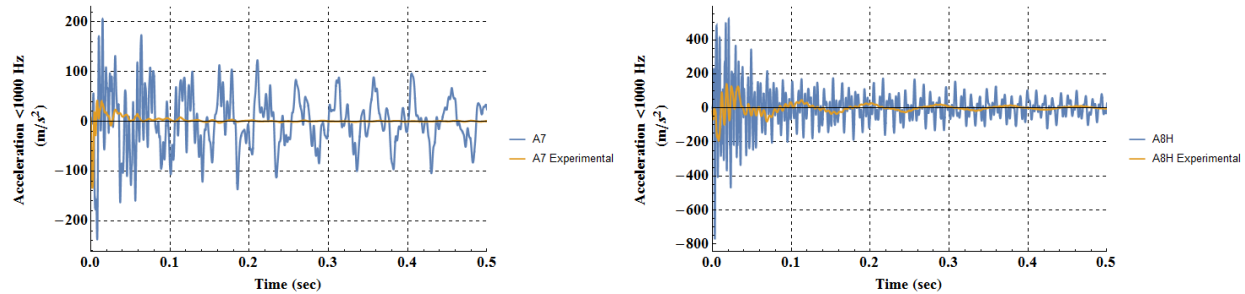 200
100
0
−100
−200
0.0 0.1 0.2 0.3 0.4 0.5
Time (sec)
Acceleration <1000 Hz
(m/s²)
A7
A7 Experimental
400
200
0
−200
−400
−600
−800
0.0 0.1 0.2 0.3 0.4 0.5
Time (sec)
Acceleration <1000 Hz
(m/s²)
A8H
A8H Experimental